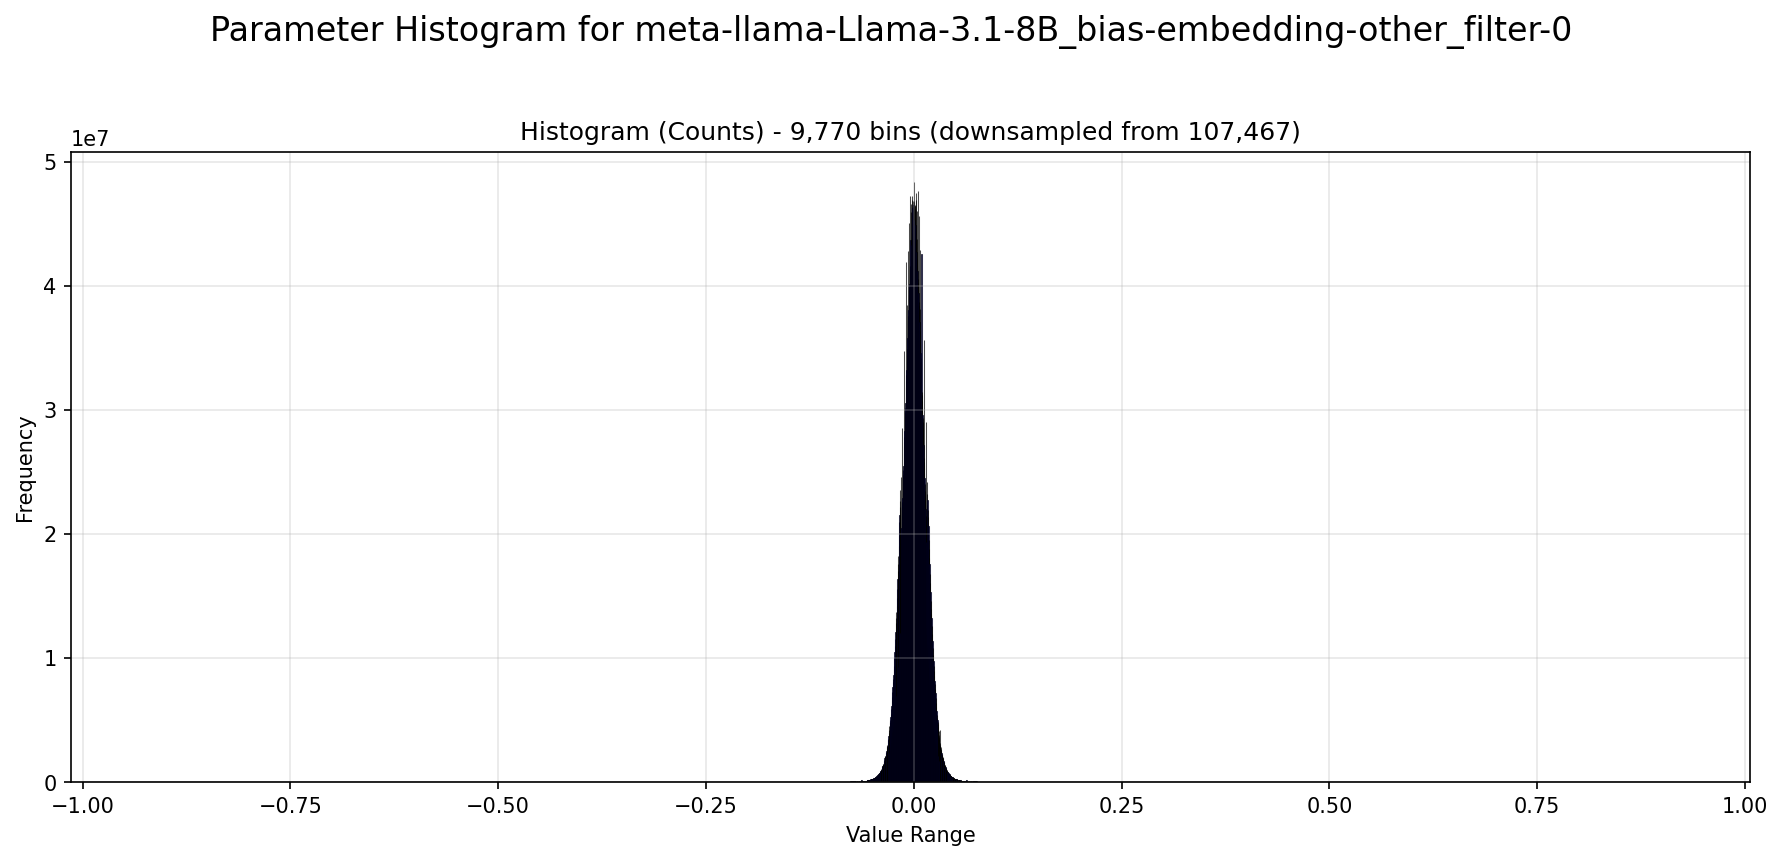 Parameter Histogram for meta-llama-Llama-3.1-8B_bias-embedding-other_filter-0
Histogram (Counts) - 9,770 bins (downsampled from 107,467)
1e7
5
4
3
2
1
0
Frequency
−1.00 −0.75 −0.50 −0.25 0.00 0.25 0.50 0.75 1.00
Value Range